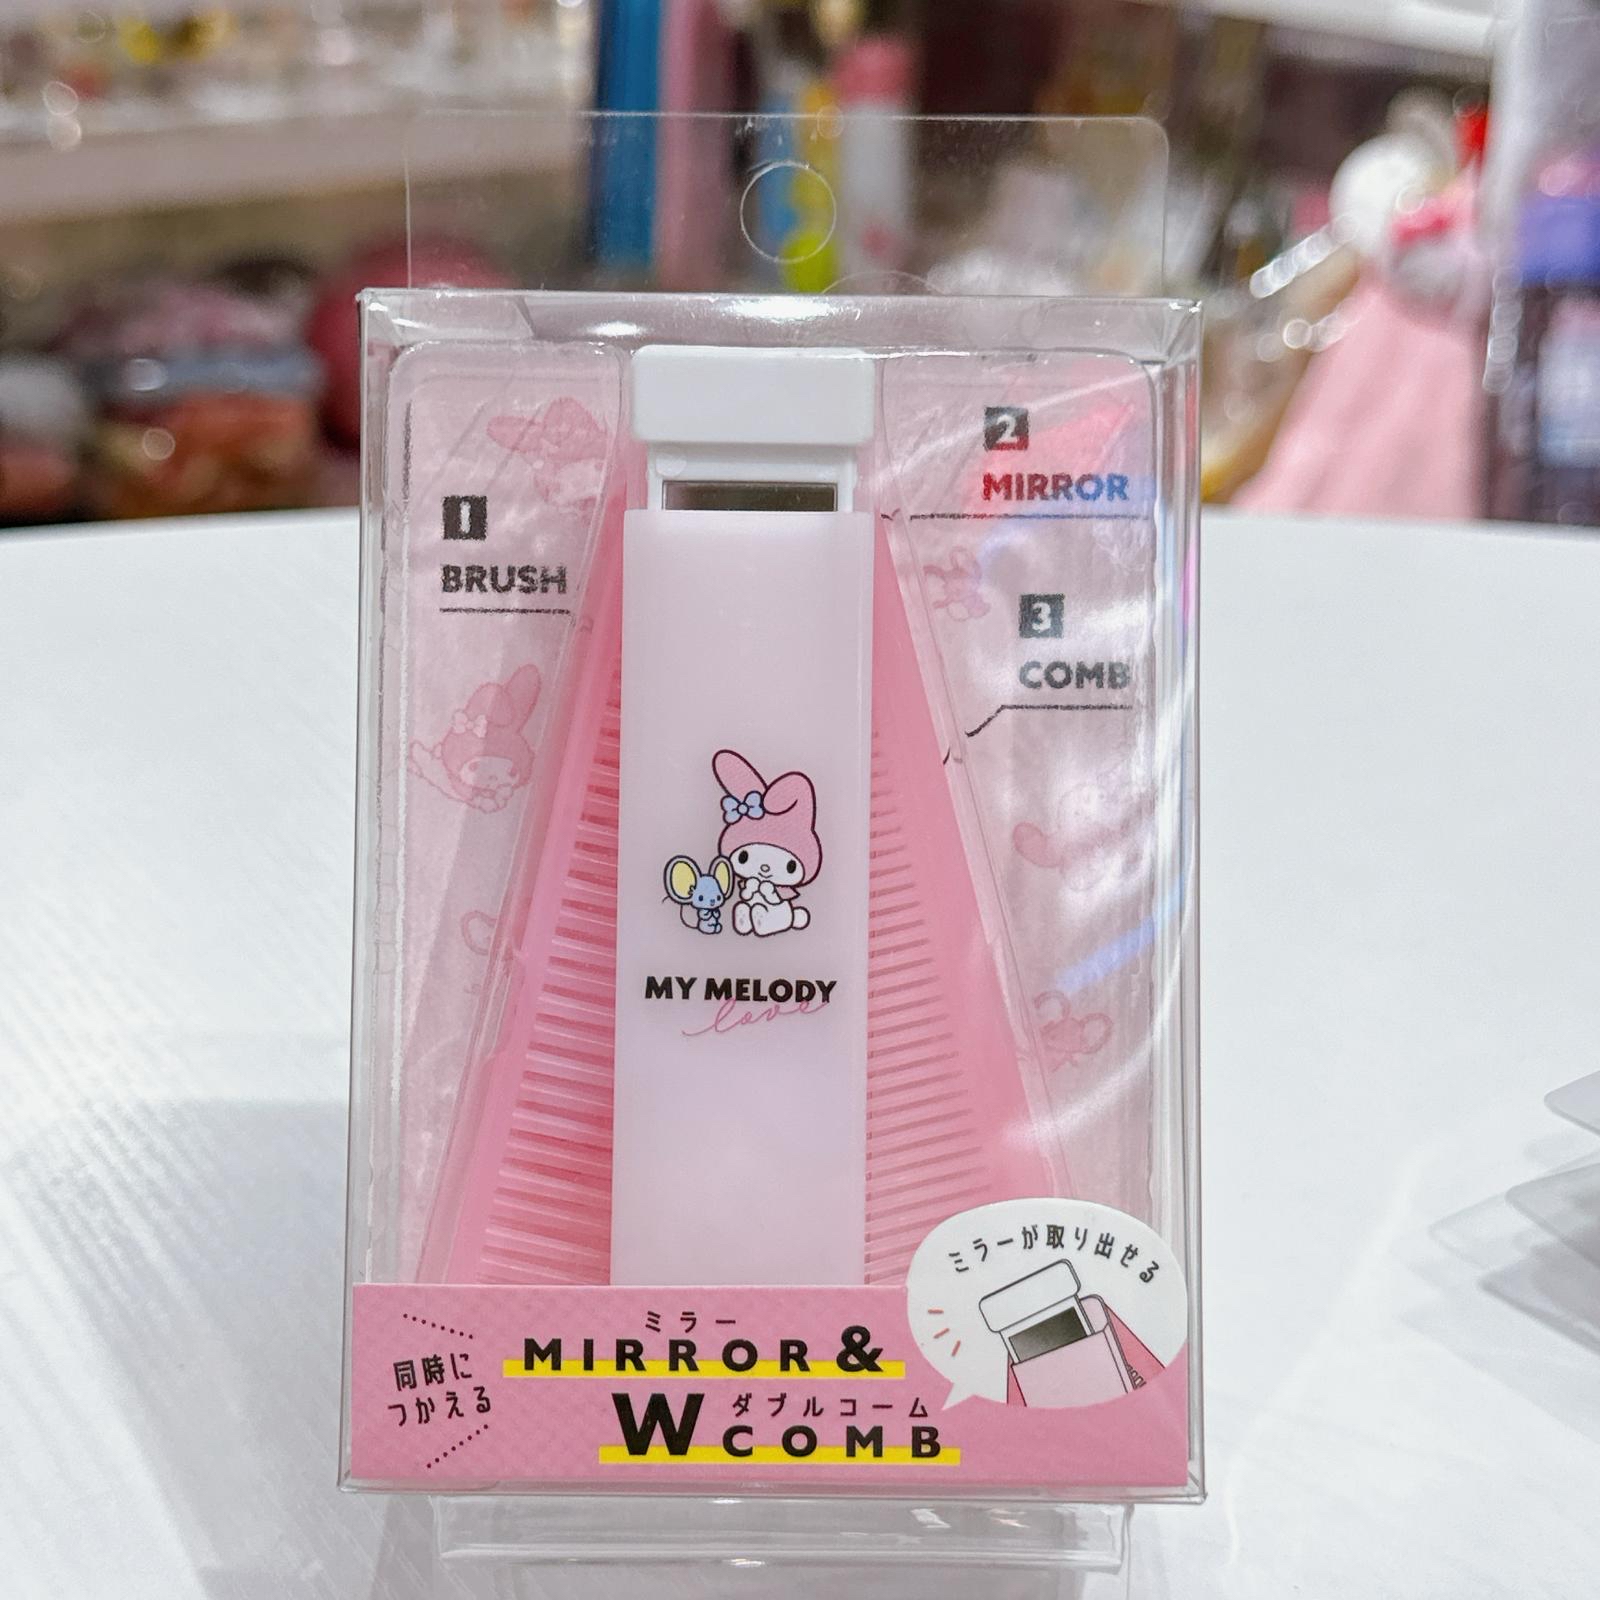 1
BRUSH
2
MIRROR
3
COMB
MY MELODY
love
ミラーが取り出せる
同時に
つかえる
ミラー
MIRROR&
ダブルコーム
W COMB